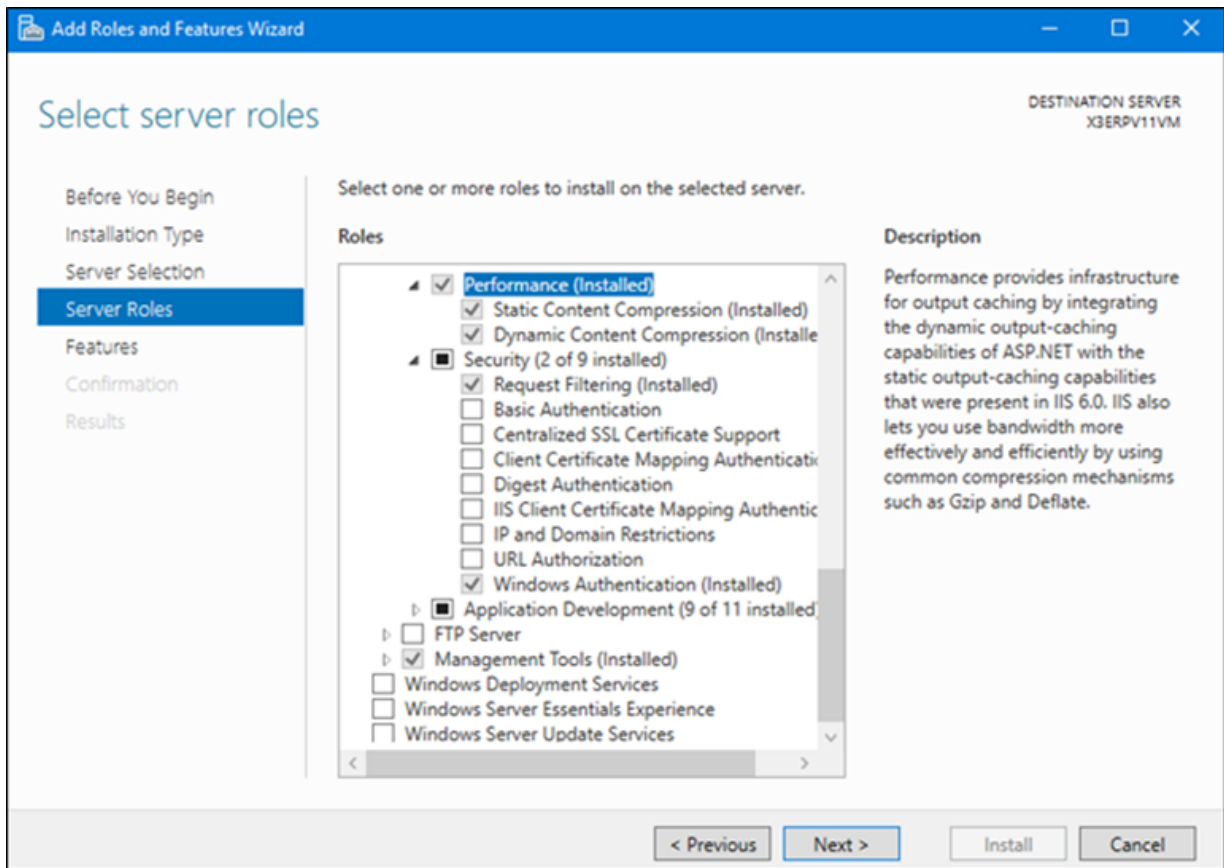 Add Roles and Features Wizard
Select server roles
DESTINATION SERVER
X3ERPV11VM
Before You Begin
Installation Type
Server Selection
Server Roles
Features
Confirmation
Results
Select one or more roles to install on the selected server.
Roles
Performance (Installed)
Static Content Compression (Installed)
Dynamic Content Compression (Installe
Security (2 of 9 installed)
Request Filtering (Installed)
Basic Authentication
Centralized SSL Certificate Support
Client Certificate Mapping Authenticatic
Digest Authentication
IIS Client Certificate Mapping Authentic
IP and Domain Restrictions
URL Authorization
Windows Authentication (Installed)
Application Development (9 of 11 installed)
FTP Server
Management Tools (Installed)
Windows Deployment Services
Windows Server Essentials Experience
Windows Server Update Services
Description
Performance provides infrastructure
for output caching by integrating
the dynamic output-caching
capabilities of ASP.NET with the
static output-caching capabilities
that were present in IIS 6.0. IIS also
lets you use bandwidth more
effectively and efficiently by using
common compression mechanisms
such as Gzip and Deflate.
< Previous
Next >
Install
Cancel